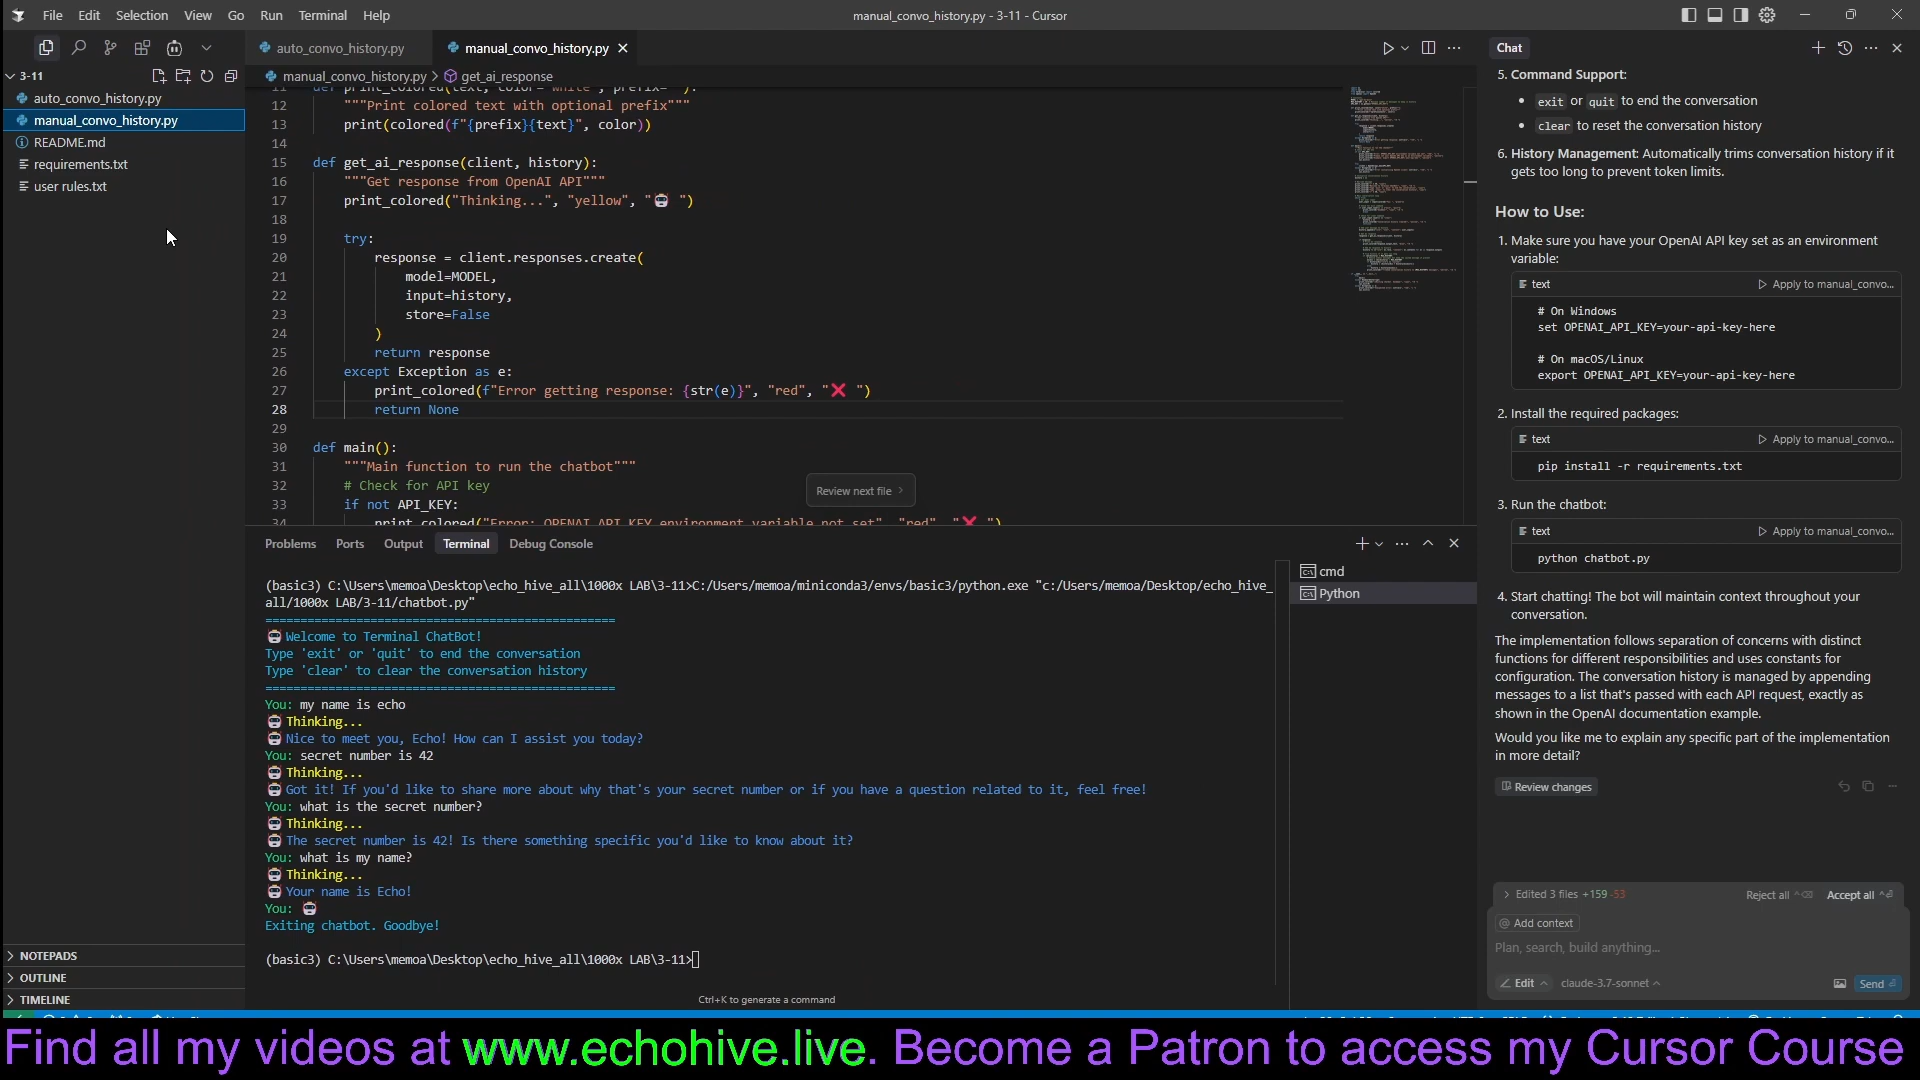 File Edit Selection View Go Run Terminal Help
manual_convo_history.py - 3-11 - Cursor
3-11
auto_convo_history.py
manual_convo_history.py
README.md
requirements.txt
user rules.txt
NOTEPADS
OUTLINE
TIMELINE
auto_convo_history.py manual_convo_history.py
manual_convo_history.py > get_ai_response
11 def print_colored(text, color="white", prefix=""):
12 """Print colored text with optional prefix"""
13 print(colored(f"{prefix}{text}", color))
14
15 def get_ai_response(client, history):
16 """Get response from OpenAI API"""
17 print_colored("Thinking...", "yellow", "🤖 ")
18
19 try:
20 response = client.responses.create(
21 model=MODEL,
22 input=history,
23 store=False
24 )
25 return response
26 except Exception as e:
27 print_colored(f"Error getting response: {str(e)}", "red", "❌ ")
28 return None
29
30 def main():
31 """Main function to run the chatbot"""
32 # Check for API key
33 if not API_KEY:
34 print_colored("Error: OPENAI_API_KEY environment variable not set", "red", "❌ ")
Review next file >
Problems Ports Output Terminal Debug Console
(basic3) C:\Users\memoa\Desktop\echo_hive_all\1000x LAB\3-11>C:/Users/memoa/miniconda3/envs/basic3/python.exe "c:/Users/memoa/Desktop/echo_hive_
all/1000x LAB/3-11/chatbot.py"
==================================================
🤖 Welcome to Terminal ChatBot!
Type 'exit' or 'quit' to end the conversation
Type 'clear' to clear the conversation history
==================================================
You: my name is echo
🤖 Thinking...
🤖 Nice to meet you, Echo! How can I assist you today?
You: secret number is 42
🤖 Thinking...
🤖 Got it! If you'd like to share more about why that's your secret number or if you have a question related to it, feel free!
You: what is the secret number?
🤖 Thinking...
🤖 The secret number is 42! Is there something specific you'd like to know about it?
You: what is my name?
🤖 Thinking...
🤖 Your name is Echo!
You: 🤖
Exiting chatbot. Goodbye!
(basic3) C:\Users\memoa\Desktop\echo_hive_all\1000x LAB\3-11>
Ctrl+K to generate a command
cmd
Python
Chat
5. Command Support:
• exit or quit to end the conversation
• clear to reset the conversation history
6. History Management: Automatically trims conversation history if it
gets too long to prevent token limits.
How to Use:
1. Make sure you have your OpenAI API key set as an environment
variable:
text Apply to manual_convo...
# On Windows
set OPENAI_API_KEY=your-api-key-here
# On macOS/Linux
export OPENAI_API_KEY=your-api-key-here
2. Install the required packages:
text Apply to manual_convo...
pip install -r requirements.txt
3. Run the chatbot:
text Apply to manual_convo...
python chatbot.py
4. Start chatting! The bot will maintain context throughout your
conversation.
The implementation follows separation of concerns with distinct
functions for different responsibilities and uses constants for
configuration. The conversation history is managed by appending
messages to a list that's passed with each API request, exactly as
shown in the OpenAI documentation example.
Would you like me to explain any specific part of the implementation
in more detail?
Review changes
> Edited 3 files +159 -53 Reject all Accept all
@ Add context
Plan, search, build anything...
Edit claude-3.7-sonnet Send
Find all my videos at www.echohive.live. Become a Patron to access my Cursor Course